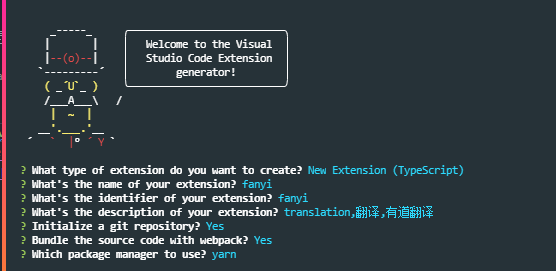 Welcome to the Visual
Studio Code Extension
generator!
? What type of extension do you want to create? New Extension (TypeScript)
? What's the name of your extension? fanyi
? What's the identifier of your extension? fanyi
? What's the description of your extension? translation,翻译,有道翻译
? Initialize a git repository? Yes
? Bundle the source code with webpack? Yes
? Which package manager to use? yarn